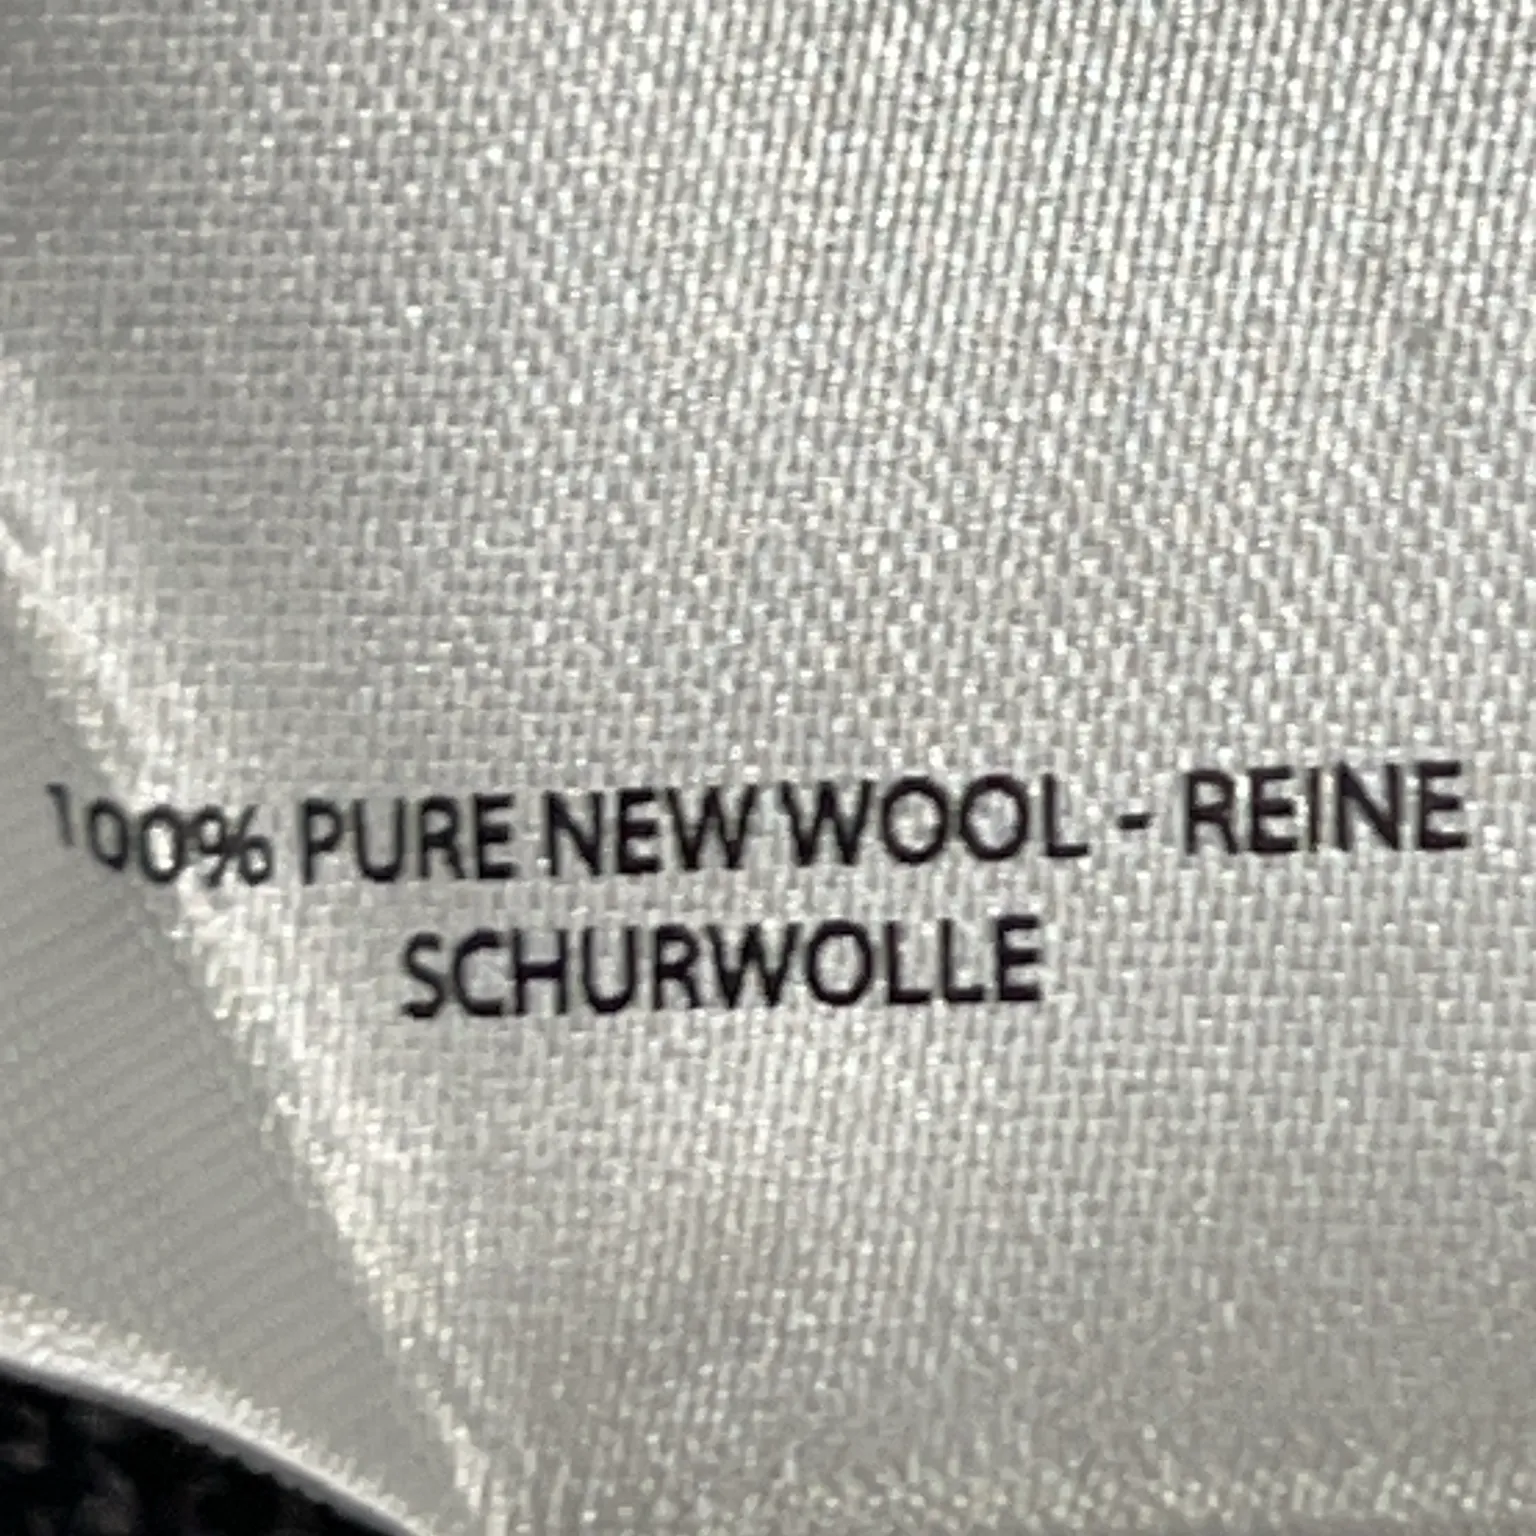 100% PURE NEW WOOL - REINE
SCHURWOLLE